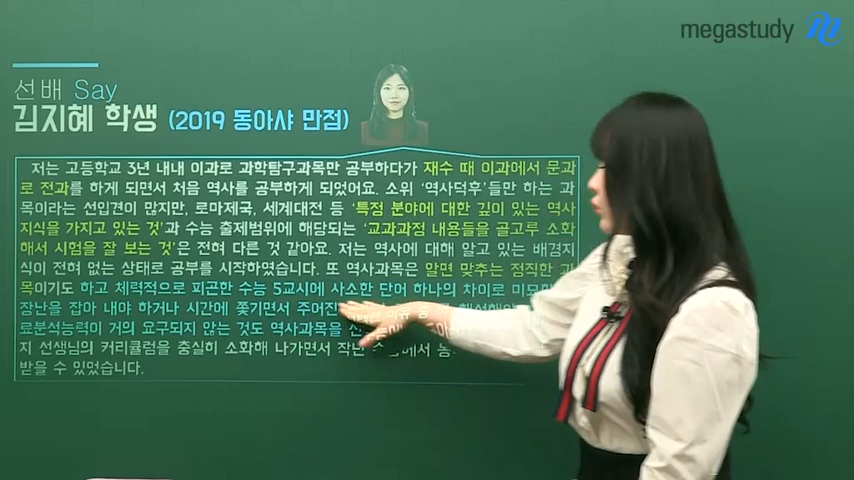 megastudy
선배 Say
김지혜 학생 (2019 동아사 만점)
저는 고등학교 3년 내내 이과로 과학탐구과목만 공부하다가 재수 때 이과에서 문과
로 전과를 하게 되면서 처음 역사를 공부하게 되었어요. 소위 '역사덕후'들만 하는 과
목이라는 선입견이 많지만, 로마제국, 세계대전 등 '특정 분야에 대한 깊이 있는 역사
지식을 가지고 있는 것'과 수능 출제범위에 해당되는 '교과과정 내용들을 골고루 소화
해서 시험을 잘 보는 것'은 전혀 다른 것 같아요. 저는 역사에 대해 알고 있는 배경지
식이 전혀 없는 상태로 공부를 시작하였습니다. 또 역사과목은 알면 맞추는 정직한 과
목이기도 하고 체력적으로 피곤한 수능 5교시에 사소한 단어 하나의 차이로 미묘한
장난을 잡아 내야 하거나 시간에 쫓기면서
로분석능력이 거의 요구되지 않는 것도 역사과목을
지 선생님의 커리큘럼을 충실히 소화해 나가면서 작년
받을 수 있었습니다.